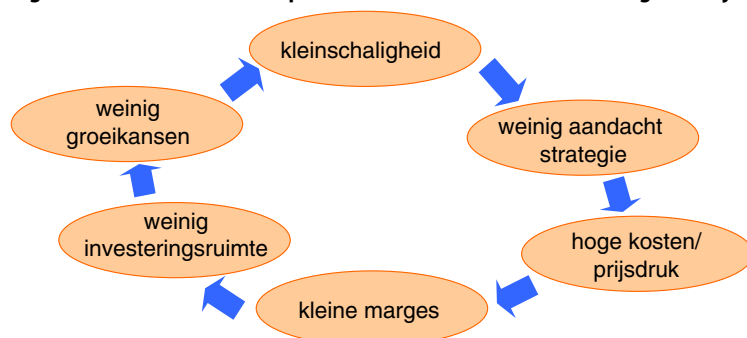 kleinschaligheid
weinig aandacht
strategie
hoge kosten/
prijsdruk
kleine marges
weinig
investeringsruimte
weinig
groeikansen